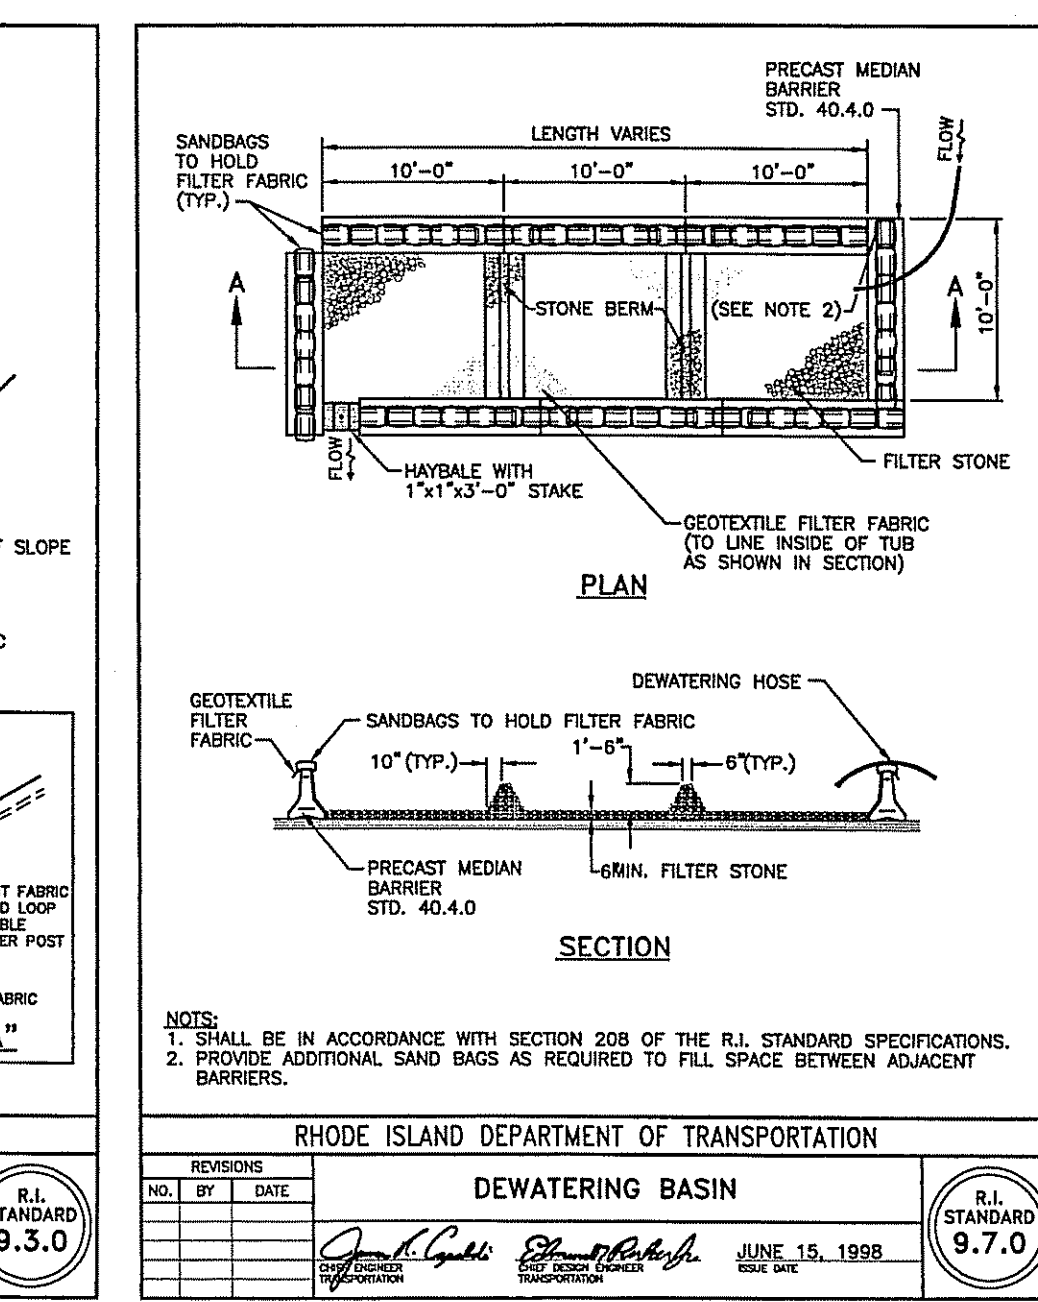 F SLOPE
C
T FABRIC
D LOOP
BLE
ER POST
ABRIC
"
R.I.
STANDARD
9.3.0
PRECAST MEDIAN
BARRIER
STD. 40.4.0
FLOW
SANDBAGS
TO HOLD
FILTER FABRIC
(TYP.)
LENGTH VARIES
10'-0"
10'-0"
10'-0"
A
STONE BERM
(SEE NOTE 2)
A
10'-0"
FLOW
HAYBALE WITH
1"x1"x3'-0" STAKE
FILTER STONE
GEOTEXTILE FILTER FABRIC
(TO LINE INSIDE OF TUB
AS SHOWN IN SECTION)
PLAN
DEWATERING HOSE
GEOTEXTILE
FILTER
FABRIC
SANDBAGS TO HOLD FILTER FABRIC
10" (TYP.)
1'-6"
6"(TYP.)
PRECAST MEDIAN
BARRIER
STD. 40.4.0
6"MIN. FILTER STONE
SECTION
NOTS:
1. SHALL BE IN ACCORDANCE WITH SECTION 208 OF THE R.I. STANDARD SPECIFICATIONS.
2. PROVIDE ADDITIONAL SAND BAGS AS REQUIRED TO FILL SPACE BETWEEN ADJACENT
BARRIERS.
RHODE ISLAND DEPARTMENT OF TRANSPORTATION
REVISIONS
NO. BY DATE
DEWATERING BASIN
CHIEF ENGINEER
TRANSPORTATION
CHIEF DESIGN ENGINEER
TRANSPORTATION
JUNE 15, 1998
ISSUE DATE
R.I.
STANDARD
9.7.0